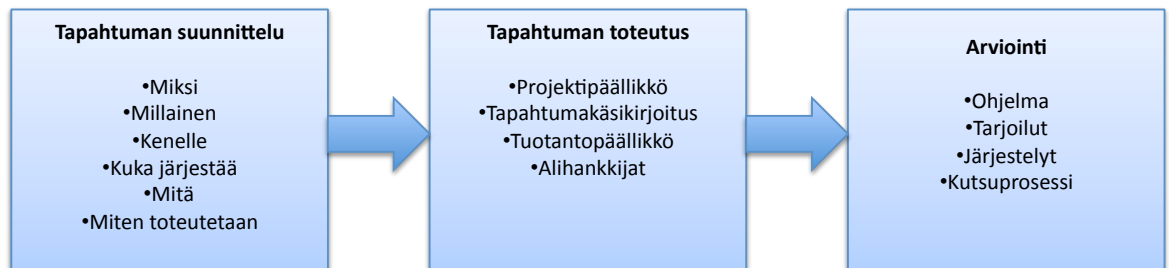 Tapahtuman suunnittelu
•Miksi
•Millainen
•Kenelle
•Kuka järjestää
•Mitä
•Miten toteutetaan
Tapahtuman toteutus
•Projektipäällikkö
•Tapahtumakäsikirjoitus
•Tuotantopäällikkö
•Alihankkijat
Arviointi
•Ohjelma
•Tarjoilut
•Järjestelyt
•Kutsuprosessi